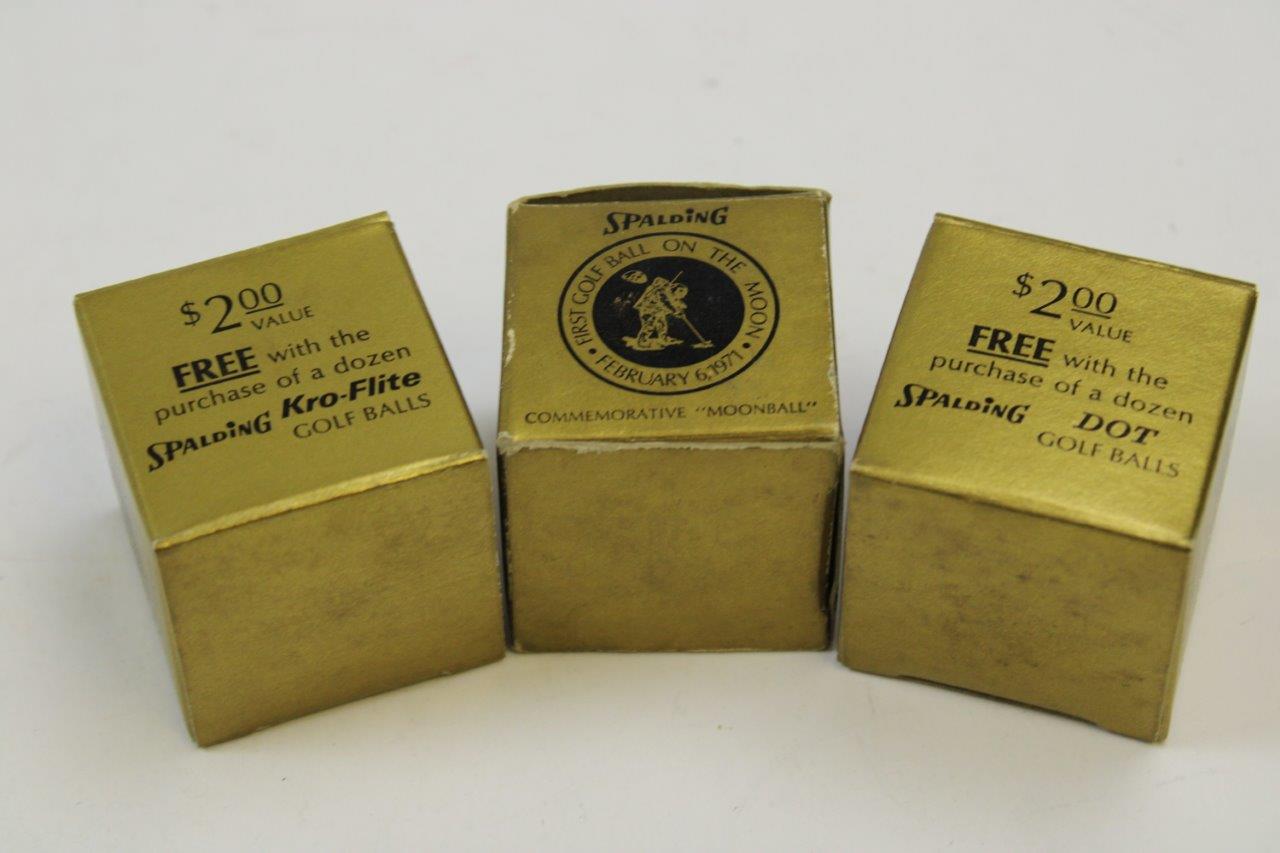 $2.00
VALUE
FREE with the
purchase of a dozen
SPALDING Kro-Flite
GOLF BALLS
SPALDING
FIRST GOLF BALL ON THE MOON
• FEBRUARY 6, 1971 •
COMMEMORATIVE "MOONBALL"
$2.00
VALUE
FREE with the
purchase of a dozen
SPALDING DOT
GOLF BALLS